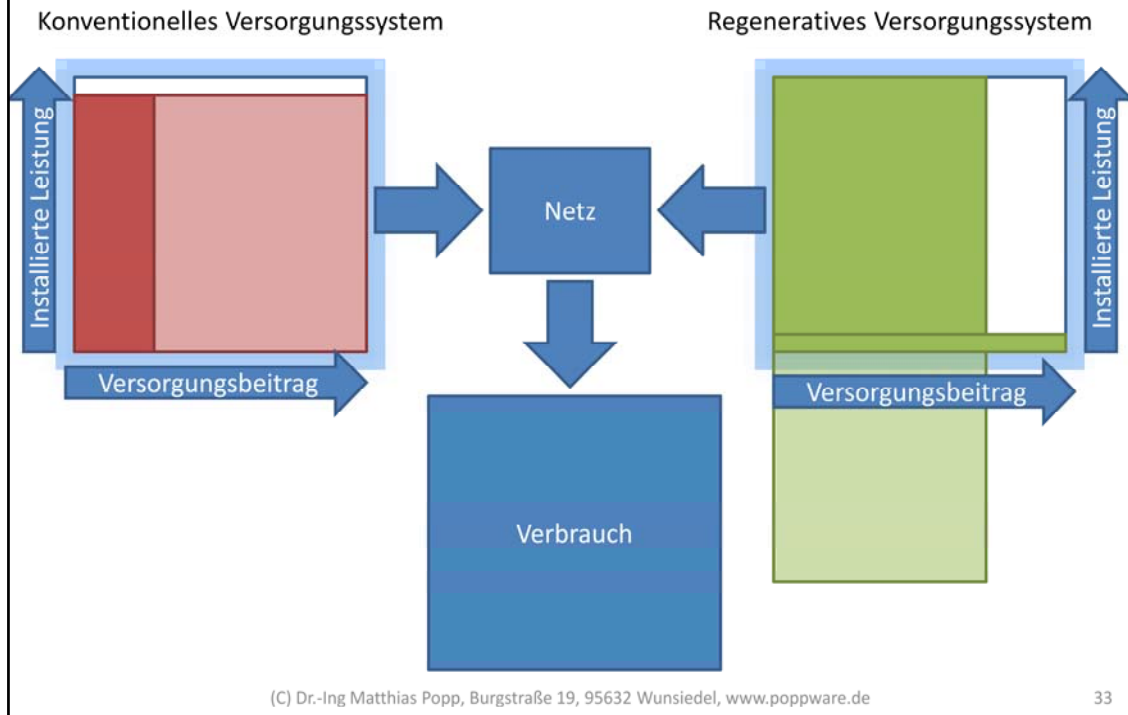 Konventionelles Versorgungssystem
Regeneratives Versorgungssystem
Installierte Leistung
Netz
Installierte Leistung
Versorgungsbeitrag
Versorgungsbeitrag
Verbrauch
(C) Dr.-Ing Matthias Popp, Burgstraße 19, 95632 Wunsiedel, www.poppware.de
33